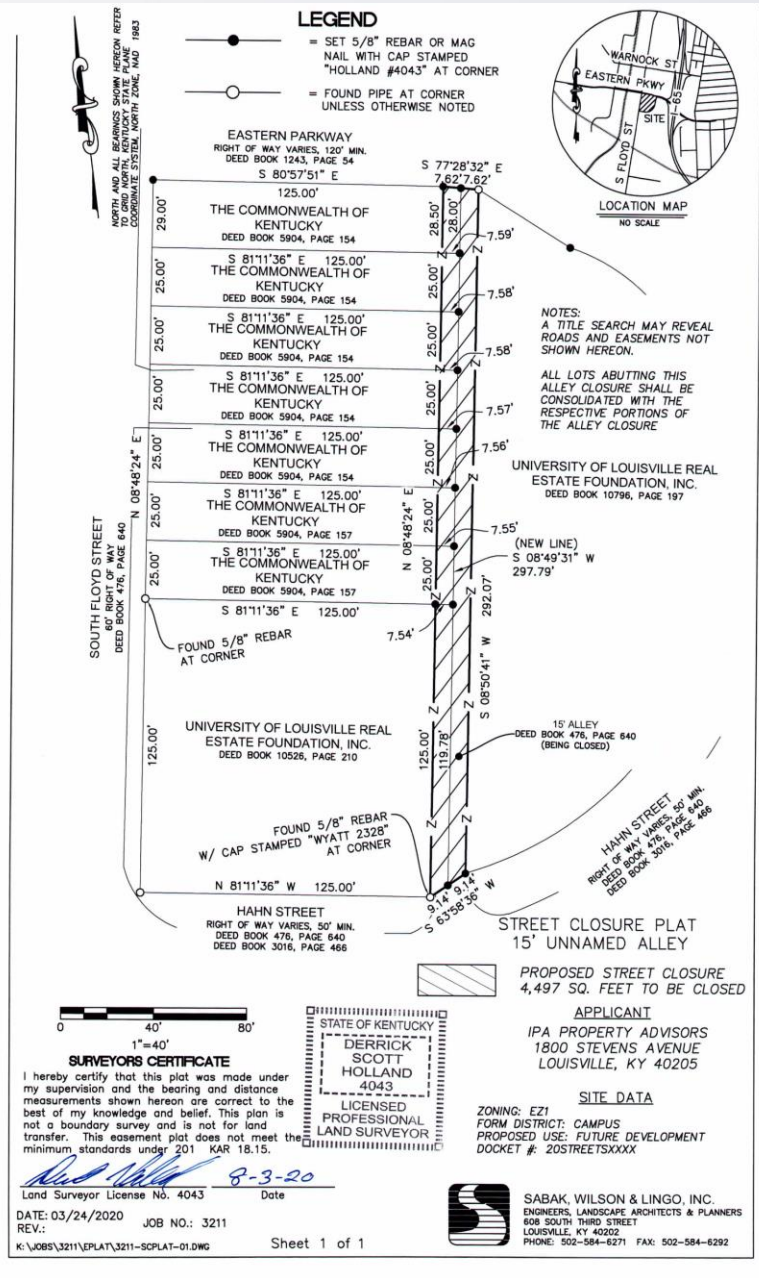 LEGEND
= SET 5/8" REBAR OR MAG
NAIL WITH CAP STAMPED
"HOLLAND #4043" AT CORNER
= FOUND PIPE AT CORNER
UNLESS OTHERWISE NOTED
NORTH AND ALL BEARINGS SHOWN HEREON REFER
TO GRID NORTH, KENTUCKY STATE PLANE
COORDINATE SYSTEM, NORTH ZONE, NAD 1983
WARNOCK ST
EASTERN PKWY
I-65
SITE
S FLOYD ST
LOCATION MAP
NO SCALE
EASTERN PARKWAY
RIGHT OF WAY VARIES, 120' MIN.
DEED BOOK 1243, PAGE 54
S 80°57'51" E
125.00'
S 77°28'32" E
7.62' 7.62'
29.00'
THE COMMONWEALTH OF
KENTUCKY
DEED BOOK 5904, PAGE 154
28.50'
28.00'
7.59'
S 81°11'36" E 125.00'
25.00'
THE COMMONWEALTH OF
KENTUCKY
DEED BOOK 5904, PAGE 154
25.00'
7.58'
S 81°11'36" E 125.00'
25.00'
THE COMMONWEALTH OF
KENTUCKY
DEED BOOK 5904, PAGE 154
25.00'
7.58'
S 81°11'36" E 125.00'
25.00'
THE COMMONWEALTH OF
KENTUCKY
DEED BOOK 5904, PAGE 154
25.00'
7.57'
S 81°11'36" E 125.00'
25.00'
THE COMMONWEALTH OF
KENTUCKY
DEED BOOK 5904, PAGE 154
25.00'
7.56'
S 81°11'36" E 125.00'
25.00'
THE COMMONWEALTH OF
KENTUCKY
DEED BOOK 5904, PAGE 157
25.00'
7.55'
S 81°11'36" E 125.00'
25.00'
THE COMMONWEALTH OF
KENTUCKY
DEED BOOK 5904, PAGE 157
25.00'
S 81°11'36" E 125.00'
7.54'
N 08°48'24" E
N 08°48'24" E
SOUTH FLOYD STREET
60' RIGHT OF WAY
DEED BOOK 476, PAGE 640
NOTES:
A TITLE SEARCH MAY REVEAL
ROADS AND EASEMENTS NOT
SHOWN HEREON.
ALL LOTS ABUTTING THIS
ALLEY CLOSURE SHALL BE
CONSOLIDATED WITH THE
RESPECTIVE PORTIONS OF
THE ALLEY CLOSURE
UNIVERSITY OF LOUISVILLE REAL
ESTATE FOUNDATION, INC.
DEED BOOK 10796, PAGE 197
(NEW LINE)
S 08°49'31" W
297.79'
S 08°50'41" W 292.07'
FOUND 5/8" REBAR
AT CORNER
125.00'
UNIVERSITY OF LOUISVILLE REAL
ESTATE FOUNDATION, INC.
DEED BOOK 10526, PAGE 210
125.00'
119.78'
15' ALLEY
DEED BOOK 476, PAGE 640
(BEING CLOSED)
Z
Z
Z
Z
Z
Z
Z
Z
Z
Z
Z
Z
Z
Z
FOUND 5/8" REBAR
W/ CAP STAMPED "WYATT 2328"
AT CORNER
N 81°11'36" W 125.00'
9.14' 9.14'
S 63°58'36" W
HAHN STREET
RIGHT OF WAY VARIES, 50' MIN.
DEED BOOK 476, PAGE 640
DEED BOOK 3016, PAGE 466
HAHN STREET
RIGHT OF WAY VARIES, 50' MIN.
DEED BOOK 476, PAGE 640
DEED BOOK 3016, PAGE 466
STREET CLOSURE PLAT
15' UNNAMED ALLEY
PROPOSED STREET CLOSURE
4,497 SQ. FEET TO BE CLOSED
0 40' 80'
1"=40'
STATE OF KENTUCKY
DERRICK
SCOTT
HOLLAND
4043
LICENSED
PROFESSIONAL
LAND SURVEYOR
APPLICANT
IPA PROPERTY ADVISORS
1800 STEVENS AVENUE
LOUISVILLE, KY 40205
SITE DATA
ZONING: EZ1
FORM DISTRICT: CAMPUS
PROPOSED USE: FUTURE DEVELOPMENT
DOCKET #: 20STREETSXXXX
SURVEYORS CERTIFICATE
I hereby certify that this plat was made under
my supervision and the bearing and distance
measurements shown hereon are correct to the
best of my knowledge and belief. This plan is
not a boundary survey and is not for land
transfer. This easement plat does not meet the
minimum standards under 201 KAR 18.15.
8-3-20
Land Surveyor License No. 4043 Date
DATE: 03/24/2020
REV.: JOB NO.: 3211
K:\JOBS\3211\EPLAT\3211-SCPLAT-01.DWG
Sheet 1 of 1
SABAK, WILSON & LINGO, INC.
ENGINEERS, LANDSCAPE ARCHITECTS & PLANNERS
608 SOUTH THIRD STREET
LOUISVILLE, KY 40202
PHONE: 502-584-6271 FAX: 502-584-6292